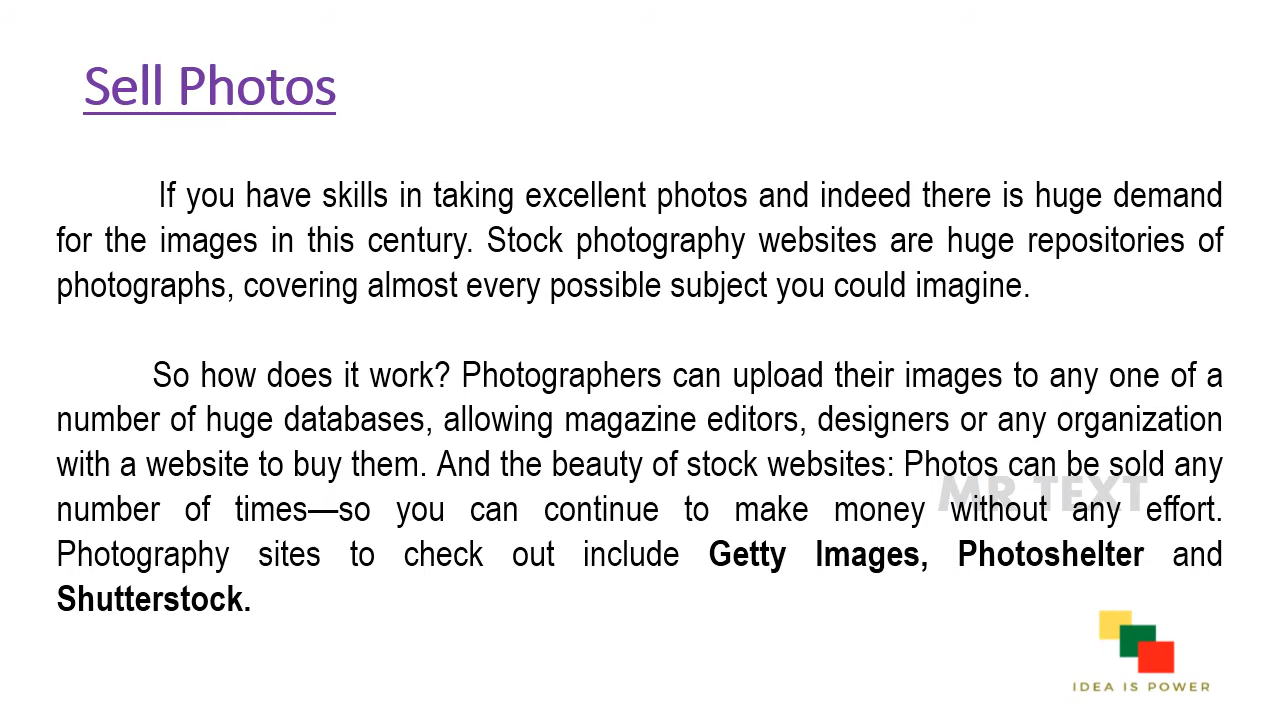 Sell Photos
If you have skills in taking excellent photos and indeed there is huge demand
for the images in this century. Stock photography websites are huge repositories of
photographs, covering almost every possible subject you could imagine.
So how does it work? Photographers can upload their images to any one of a
number of huge databases, allowing magazine editors, designers or any organization
with a website to buy them. And the beauty of stock websites: Photos can be sold any
MR TEXT
number of times—so you can continue to make money without any effort.
Photography sites to check out include Getty Images, Photoshelter and
Shutterstock.
IDEA IS POWER